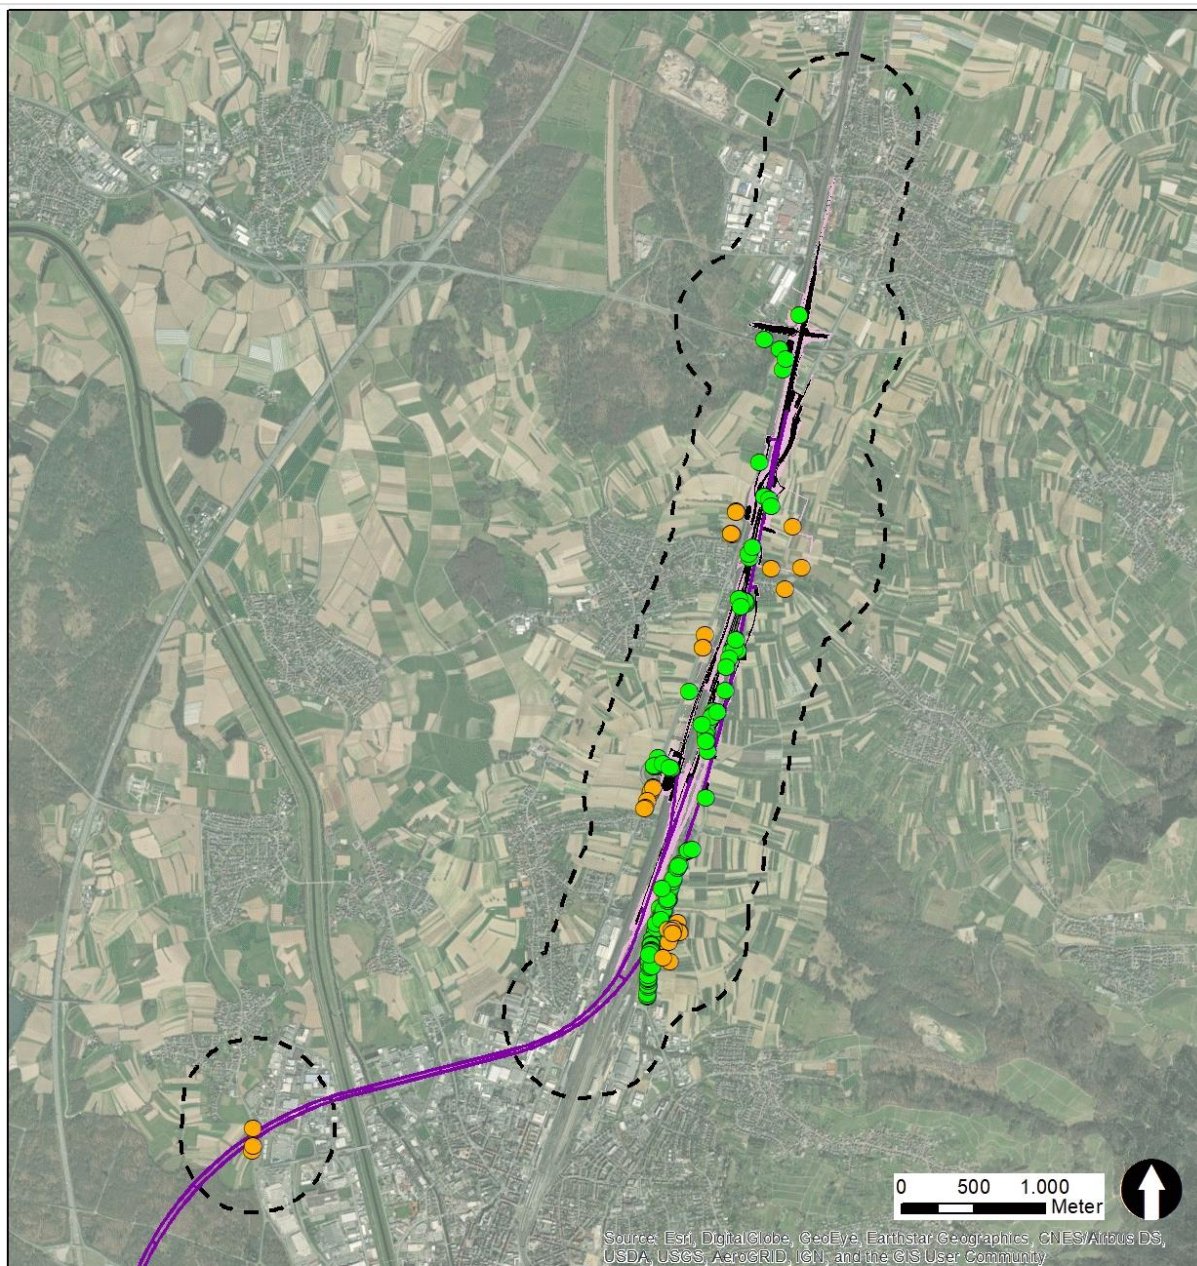 0 500 1.000
Meter
Source: Esri, DigitalGlobe, GeoEye, Earthstar Geographics, CNES/Airbus DS,
USDA, USGS, AeroGRID, IGN, and the GIS User Community